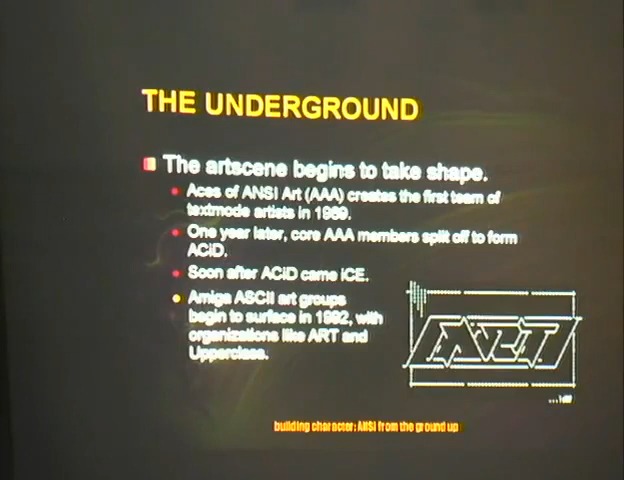 THE UNDERGROUND
The artscene begins to take shape.
Aces of ANSI Art (AAA) creates the first team of
textmode artists in 1989.
One year later, core AAA members split off to form
ACiD.
Soon after ACiD came iCE.
Amiga ASCII art groups
begin to surface in 1992, with
organizations like ART and
Upperclass.
ART
building character: ANSI from the ground up